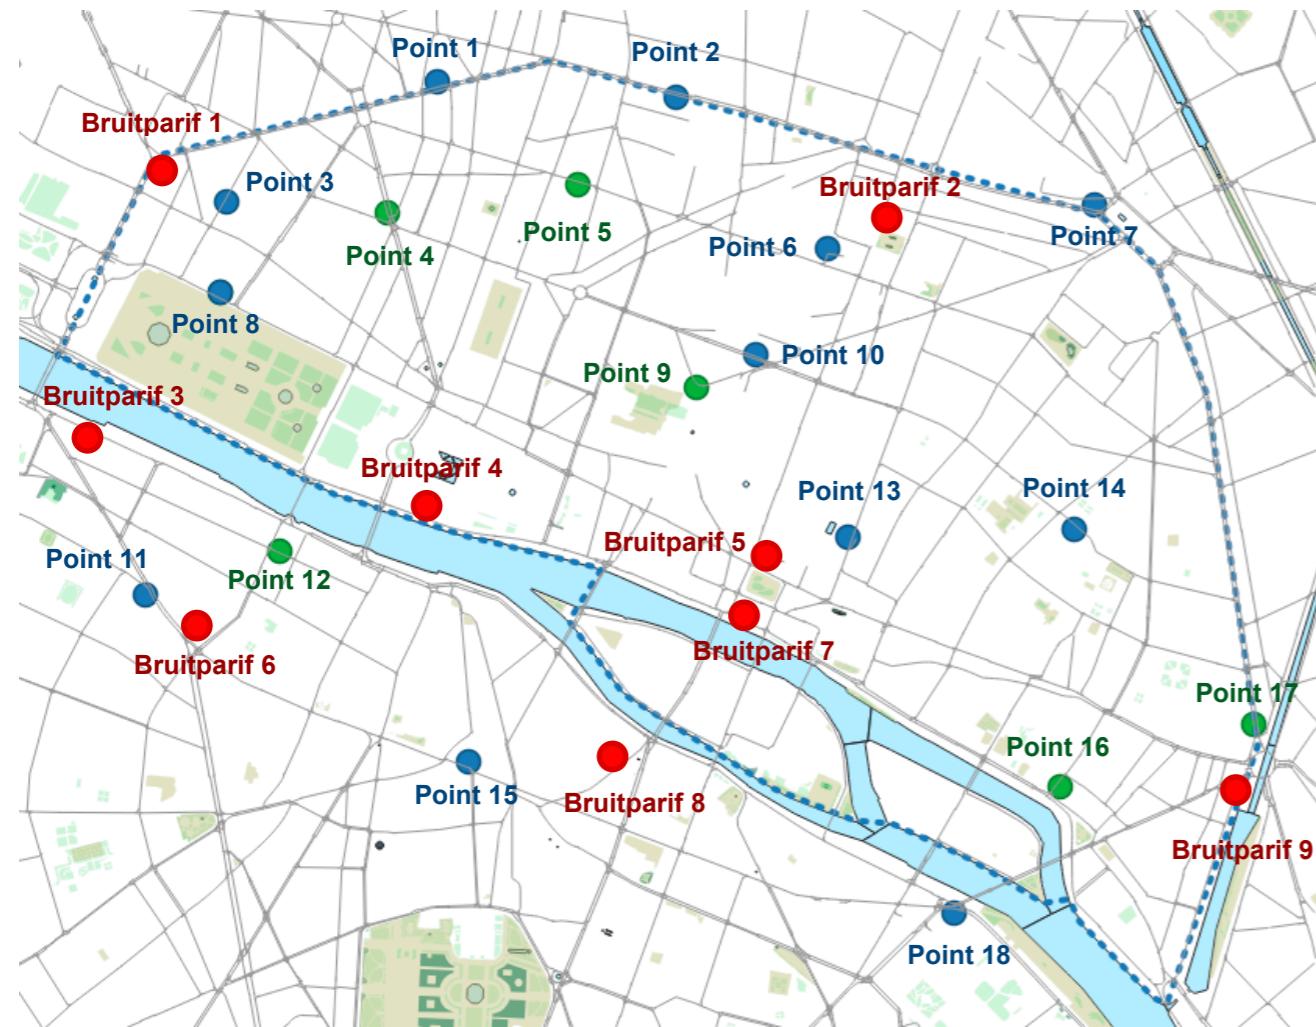 Point 1
Point 2
Bruitparif 1
Point 3
Bruitparif 2
Point 5
Point 4
Point 6
Point 7
Point 8
Point 10
Point 9
Bruitparif 3
Bruitparif 4
Point 13
Point 14
Bruitparif 5
Point 11
Point 12
Bruitparif 7
Bruitparif 6
Point 17
Point 16
Point 15
Bruitparif 8
Bruitparif 9
Point 18